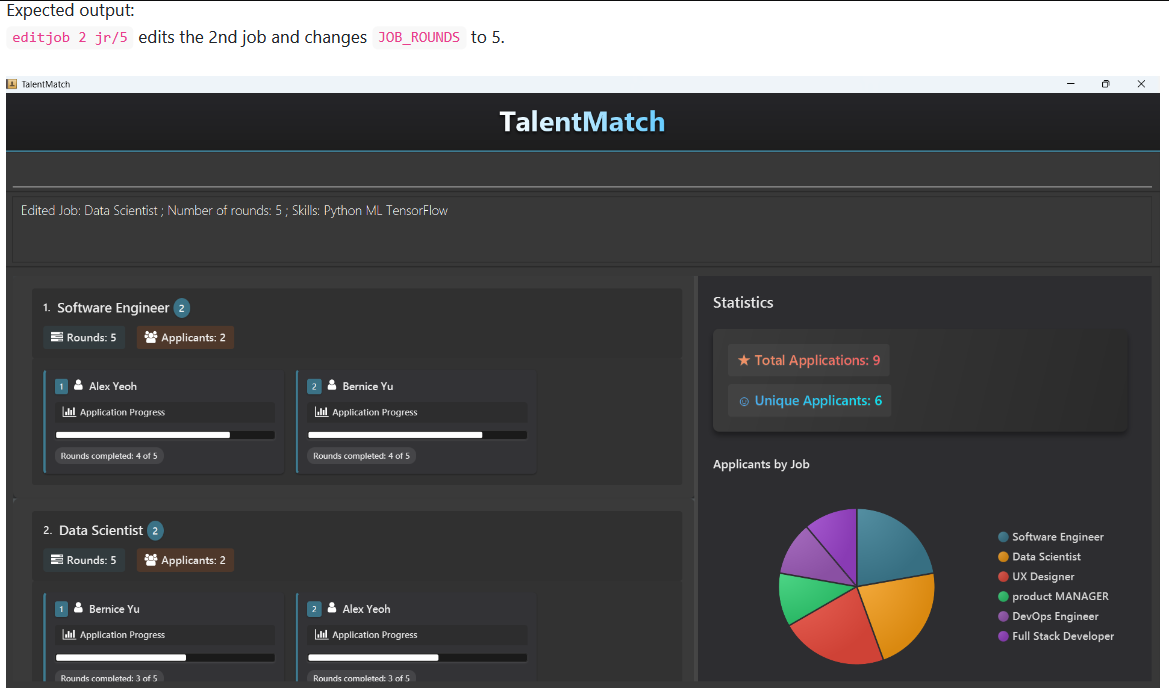 Expected output:
editjob 2 jr/5 edits the 2nd job and changes JOB_ROUNDS to 5.
TalentMatch
TalentMatch
Edited Job: Data Scientist ; Number of rounds: 5 ; Skills: Python ML TensorFlow
1. Software Engineer 2
Rounds: 5 Applicants: 2
1 Alex Yeoh
Application Progress
Rounds completed: 4 of 5
2 Bernice Yu
Application Progress
Rounds completed: 4 of 5
2. Data Scientist 2
Rounds: 5 Applicants: 2
1 Bernice Yu
Application Progress
Rounds completed: 3 of 5
2 Alex Yeoh
Application Progress
Rounds completed: 3 of 5
Statistics
★ Total Applications: 9
☺ Unique Applicants: 6
Applicants by Job
Software Engineer
Data Scientist
UX Designer
product MANAGER
DevOps Engineer
Full Stack Developer